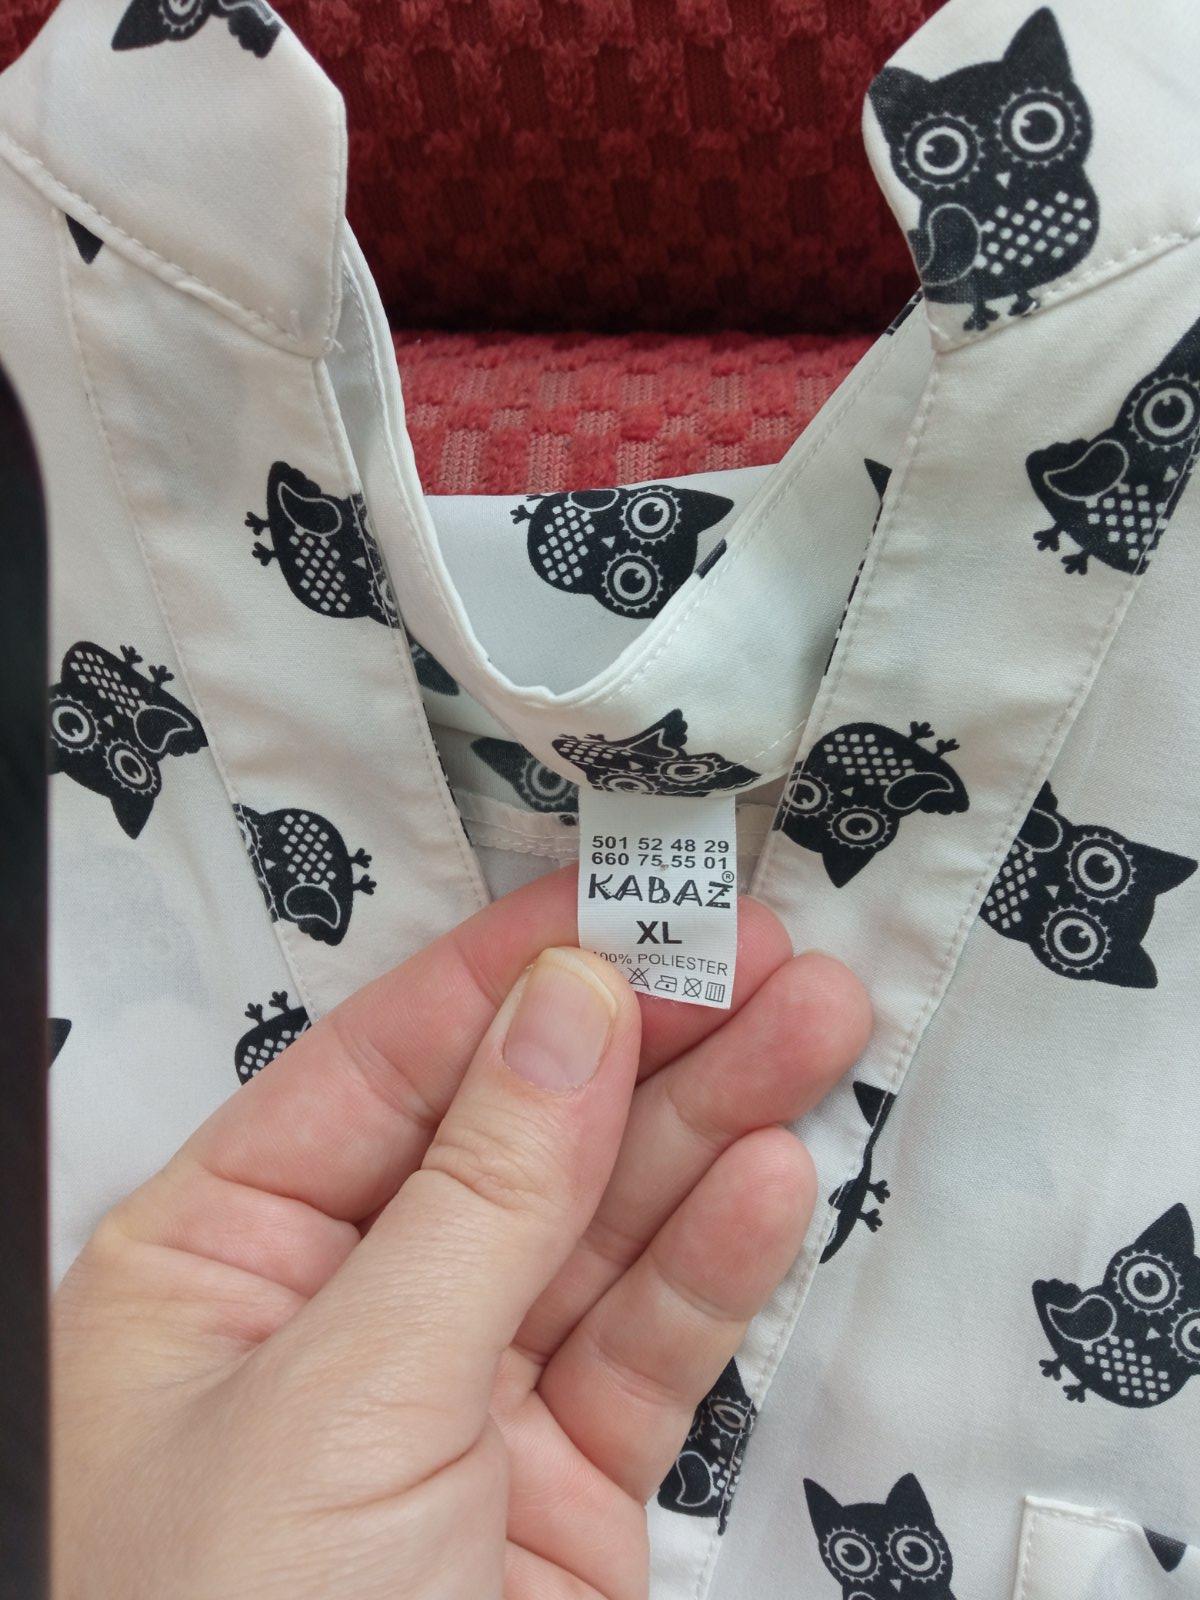 501 52 48 29
660 75 55 01
KABAZ®
XL
100% POLIESTER